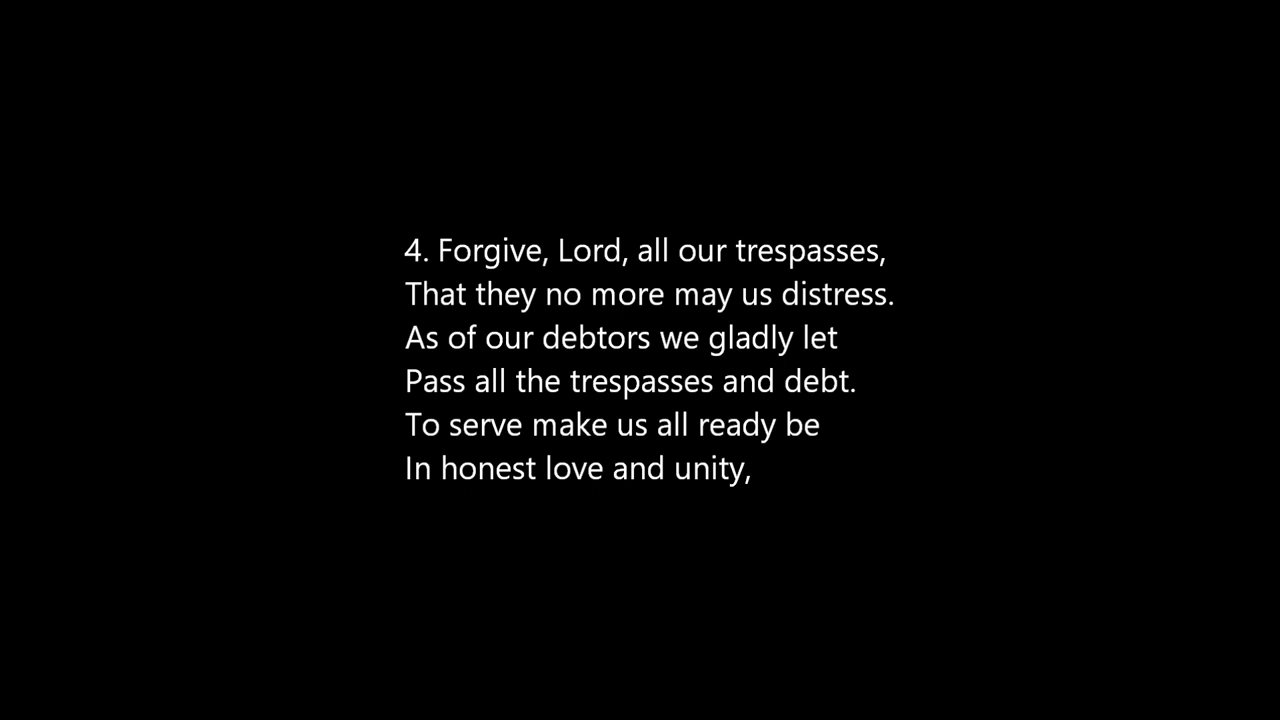 4. Forgive, Lord, all our trespasses,
That they no more may us distress.
As of our debtors we gladly let
Pass all the trespasses and debt.
To serve make us all ready be
In honest love and unity,